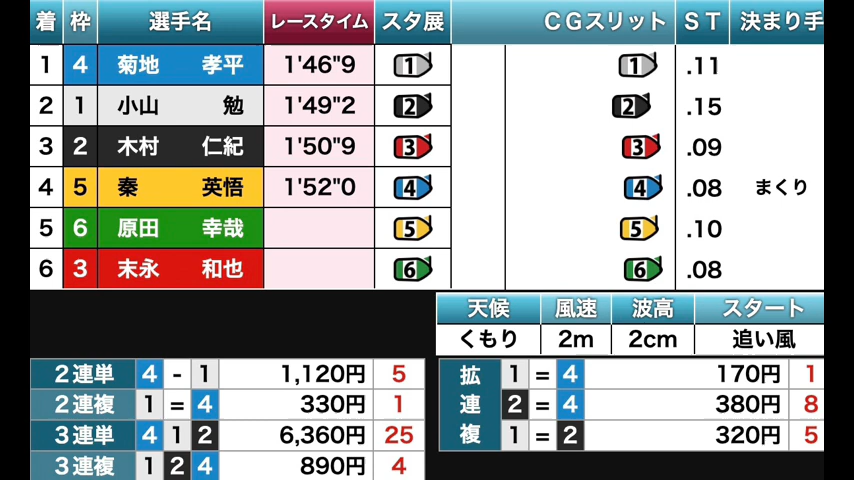 着 枠 選手名 レースタイム スタ展 CGスリット ST 決まり手
1 4 菊地 孝平 1'46"9 1 1 .11
2 1 小山 勉 1'49"2 2 2 .15
3 2 木村 仁紀 1'50"9 3 3 .09
4 5 秦 英悟 1'52"0 4 4 .08 まくり
5 6 原田 幸哉 5 5 .10
6 3 末永 和也 6 6 .08
天候 風速 波高 スタート
くもり 2m 2cm 追い風
2連単 4 - 1 1,120円 5
2連複 1 = 4 330円 1
3連単 4 1 2 6,360円 25
3連複 1 2 4 890円 4
拡 1 = 4 170円 1
連 2 = 4 380円 8
複 1 = 2 320円 5